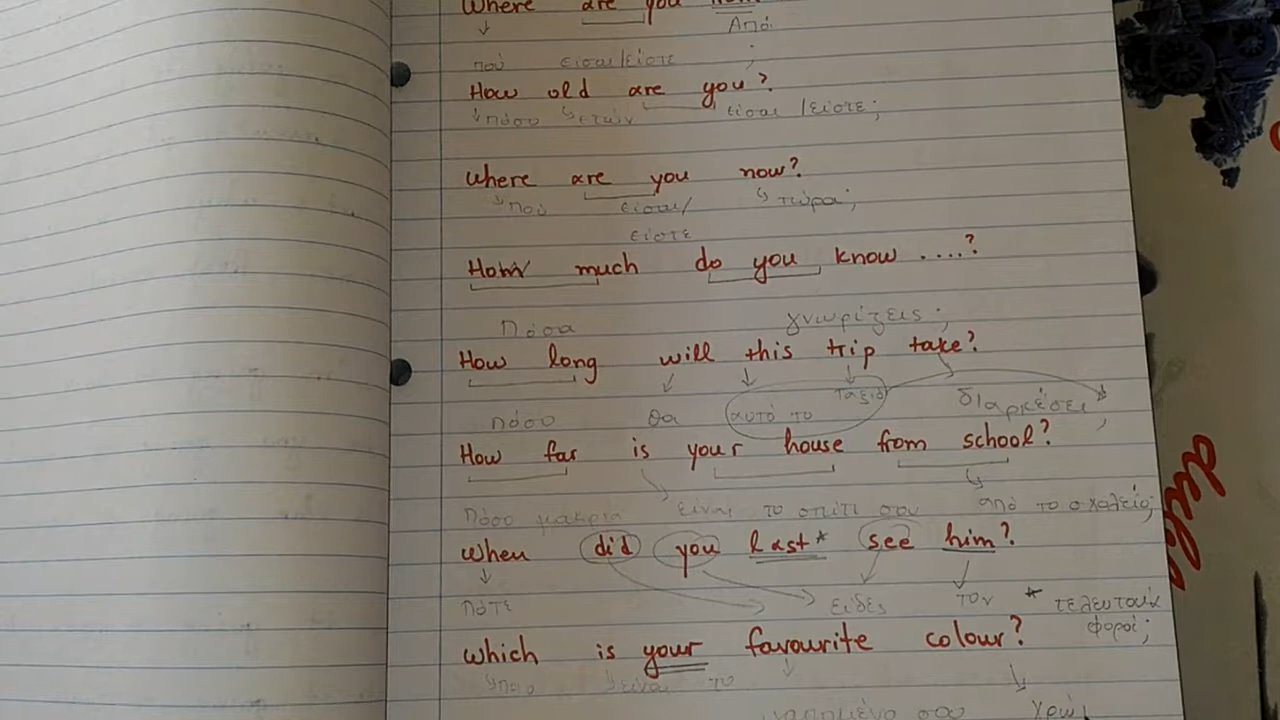 Where are you
Από
πού είσαι/είστε ;
How old are you?
πόσο ετών είσαι / είστε;
Where are you now?
πού είσαι/ τώρα;
είστε
How much do you know ....?
Πόσα γνωρίζεις ;
How long will this trip take?
ταξίδι
πόσο θα αυτό το διαρκέσει ;
How far is your house from school?
πόσο μακριά είναι το σπίτι σου από το σχολείο;
When did you last* see him?
πότε είδες τον * τελευταία
φορά;
Which is your favourite colour?
είναι το
σου